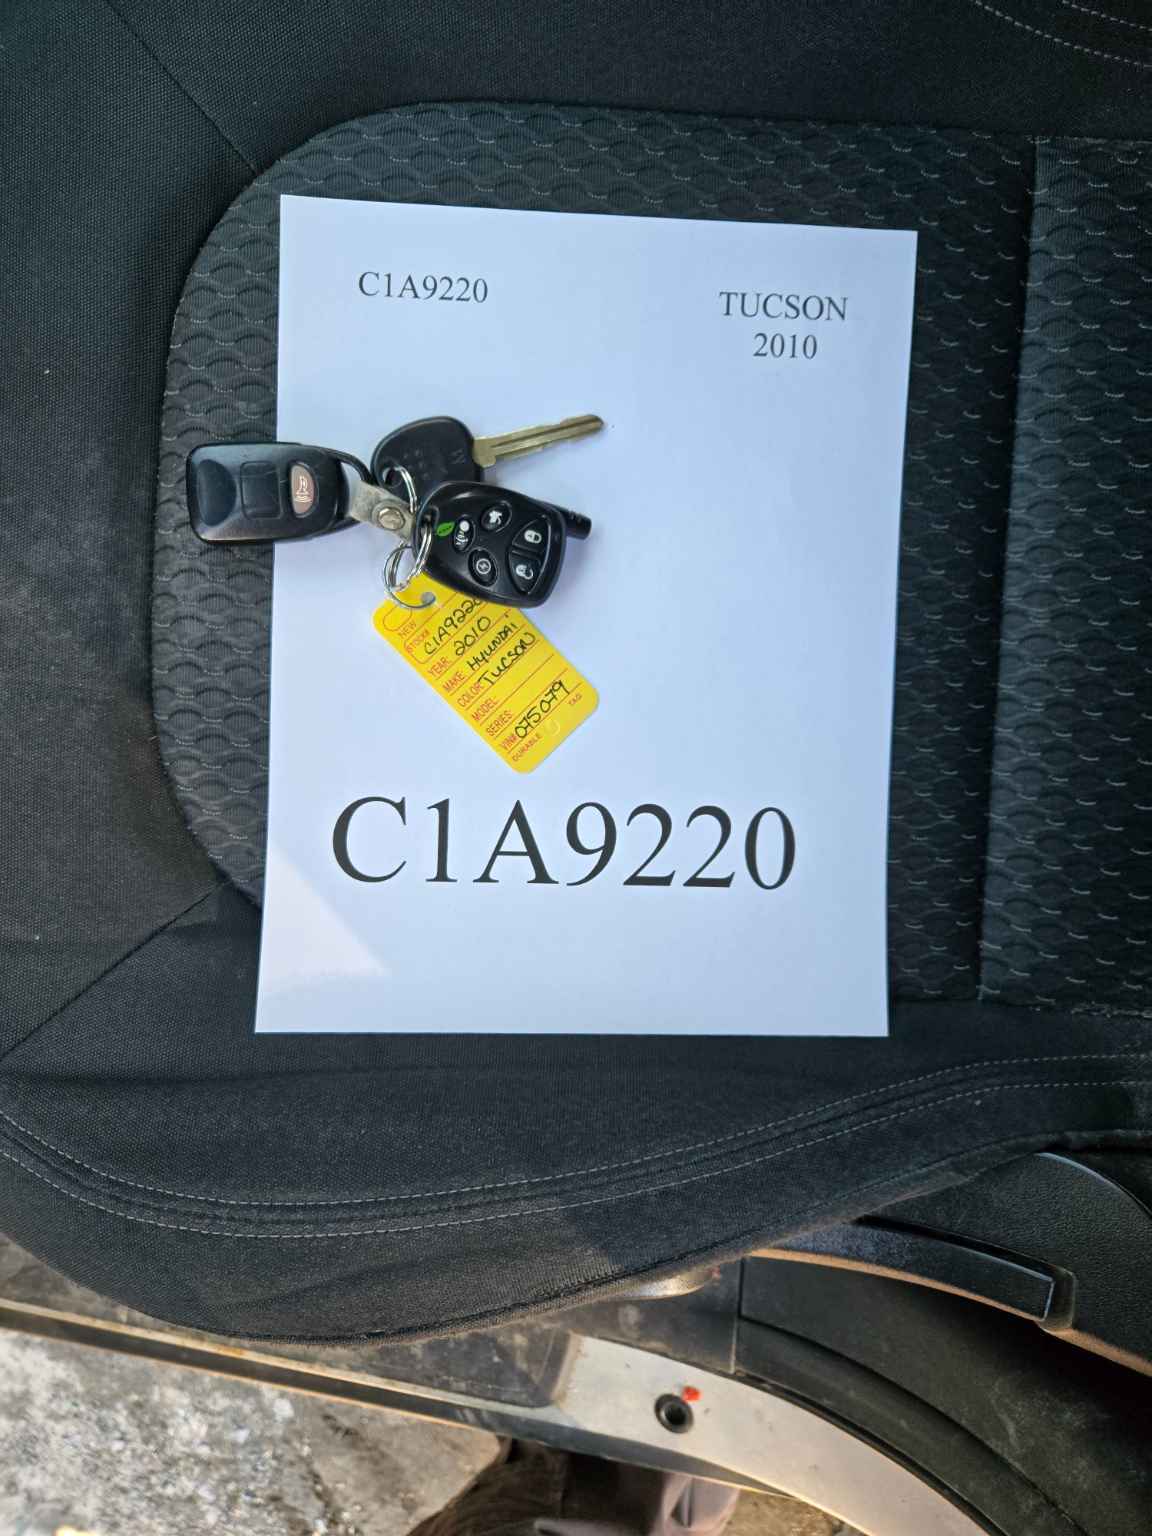 C1A9220
TUCSON
2010
NEW
STOCK# C1A9220
YEAR: 2010
MAKE: HYUNDAI
COLOR: TUCSON
MODEL:
SERIES:
VIN# 075079
DURABLE TAG
C1A9220